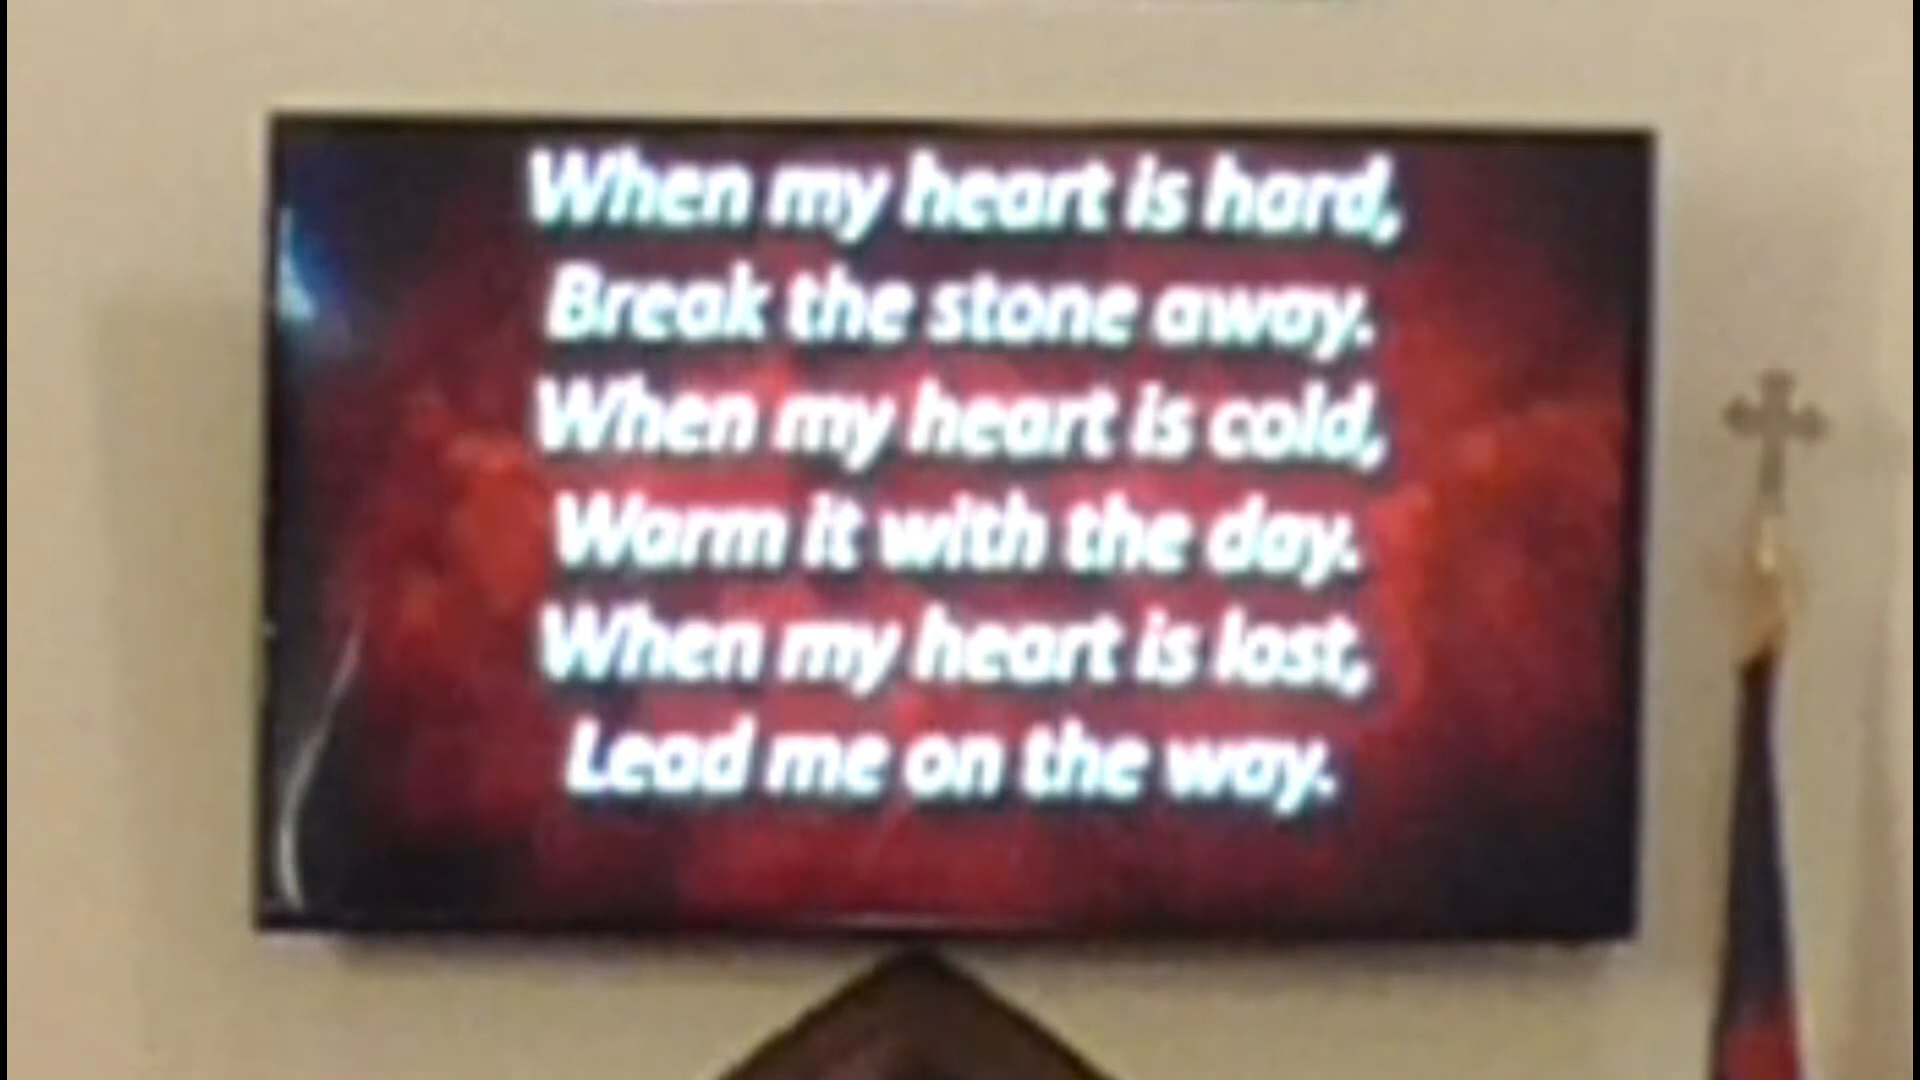 When my heart is hard,
Break the stone away.
When my heart is cold,
Warm it with the day.
When my heart is lost,
Lead me on the way.